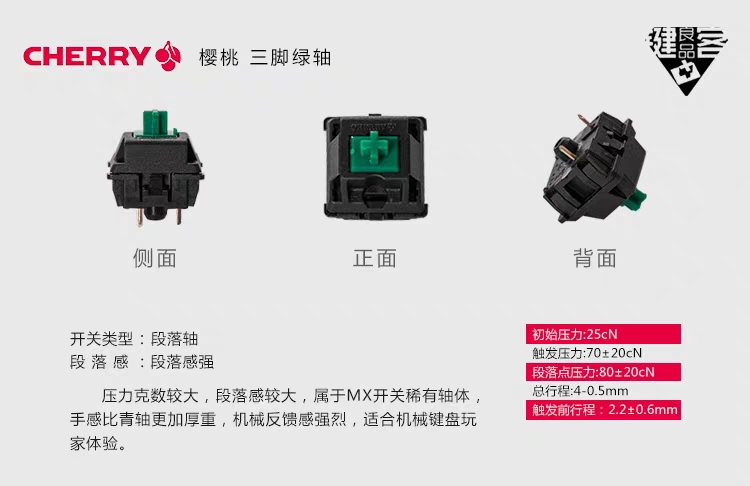 CHERRY 樱桃 三脚绿轴
键客
食品
侧面 正面 背面
开关类型：段落轴
段落感：段落感强
压力克数较大，段落感较大，属于MX开关稀有轴体，
手感比青轴更加厚重，机械反馈感强烈，适合机械键盘玩
家体验。
初始压力:25cN
触发压力:70±20cN
段落点压力:80±20cN
总行程:4-0.5mm
触发前行程：2.2±0.6mm